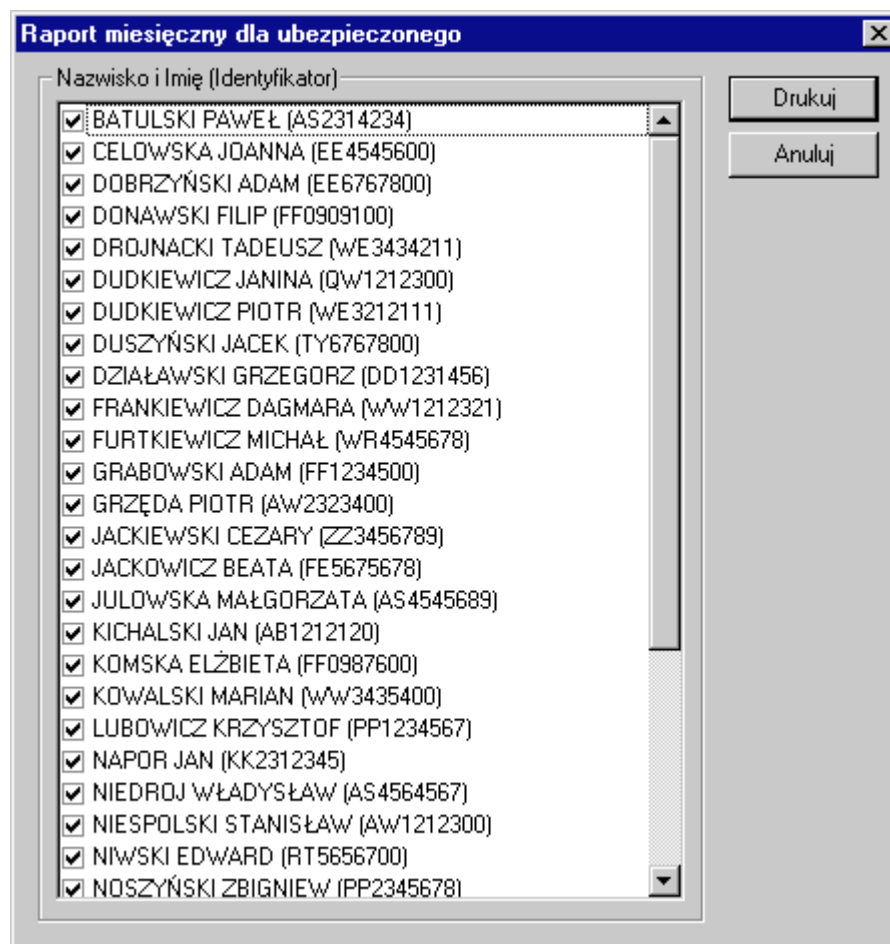 Raport miesięczny dla ubezpieczonego
Nazwisko i Imię (Identyfikator)
Drukuj
Anuluj
BATULSKI PAWEŁ (AS2314234)
CELOWSKA JOANNA (EE4545600)
DOBRZYŃSKI ADAM (EE6767800)
DONAWSKI FILIP (FF0909100)
DROJNACKI TADEUSZ (WE3434211)
DUDKIEWICZ JANINA (QW1212300)
DUDKIEWICZ PIOTR (WE3212111)
DUSZYŃSKI JACEK (TY6767800)
DZIAŁAWSKI GRZEGORZ (DD1231456)
FRANKIEWICZ DAGMARA (WW1212321)
FURTKIEWICZ MICHAŁ (WR4545678)
GRABOWSKI ADAM (FF1234500)
GRZĘDA PIOTR (AW2323400)
JACKIEWSKI CEZARY (ZZ3456789)
JACKOWICZ BEATA (FE5675678)
JULOWSKA MAŁGORZATA (AS4545689)
KICHALSKI JAN (AB1212120)
KOMSKA ELŻBIETA (FF0987600)
KOWALSKI MARIAN (WW3435400)
LUBOWICZ KRZYSZTOF (PP1234567)
NAPOR JAN (KK2312345)
NIEDROJ WŁADYSŁAW (AS4564567)
NIESPOLSKI STANISŁAW (AW1212300)
NIWSKI EDWARD (RT5656700)
NOSZYŃSKI ZBIGNIEW (PP2345678)